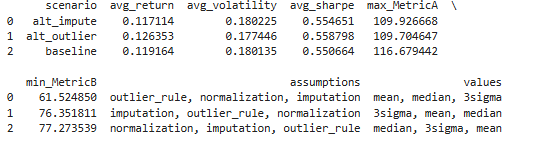 scenario avg_return avg_volatility avg_sharpe max_MetricA \
0 alt_impute 0.117114 0.180225 0.554651 109.926668
1 alt_outlier 0.126353 0.177446 0.558798 109.704647
2 baseline 0.119164 0.180135 0.550664 116.679442
min_MetricB assumptions values
0 61.524850 outlier_rule, normalization, imputation mean, median, 3sigma
1 76.351811 imputation, outlier_rule, normalization 3sigma, mean, median
2 77.273539 normalization, imputation, outlier_rule median, 3sigma, mean